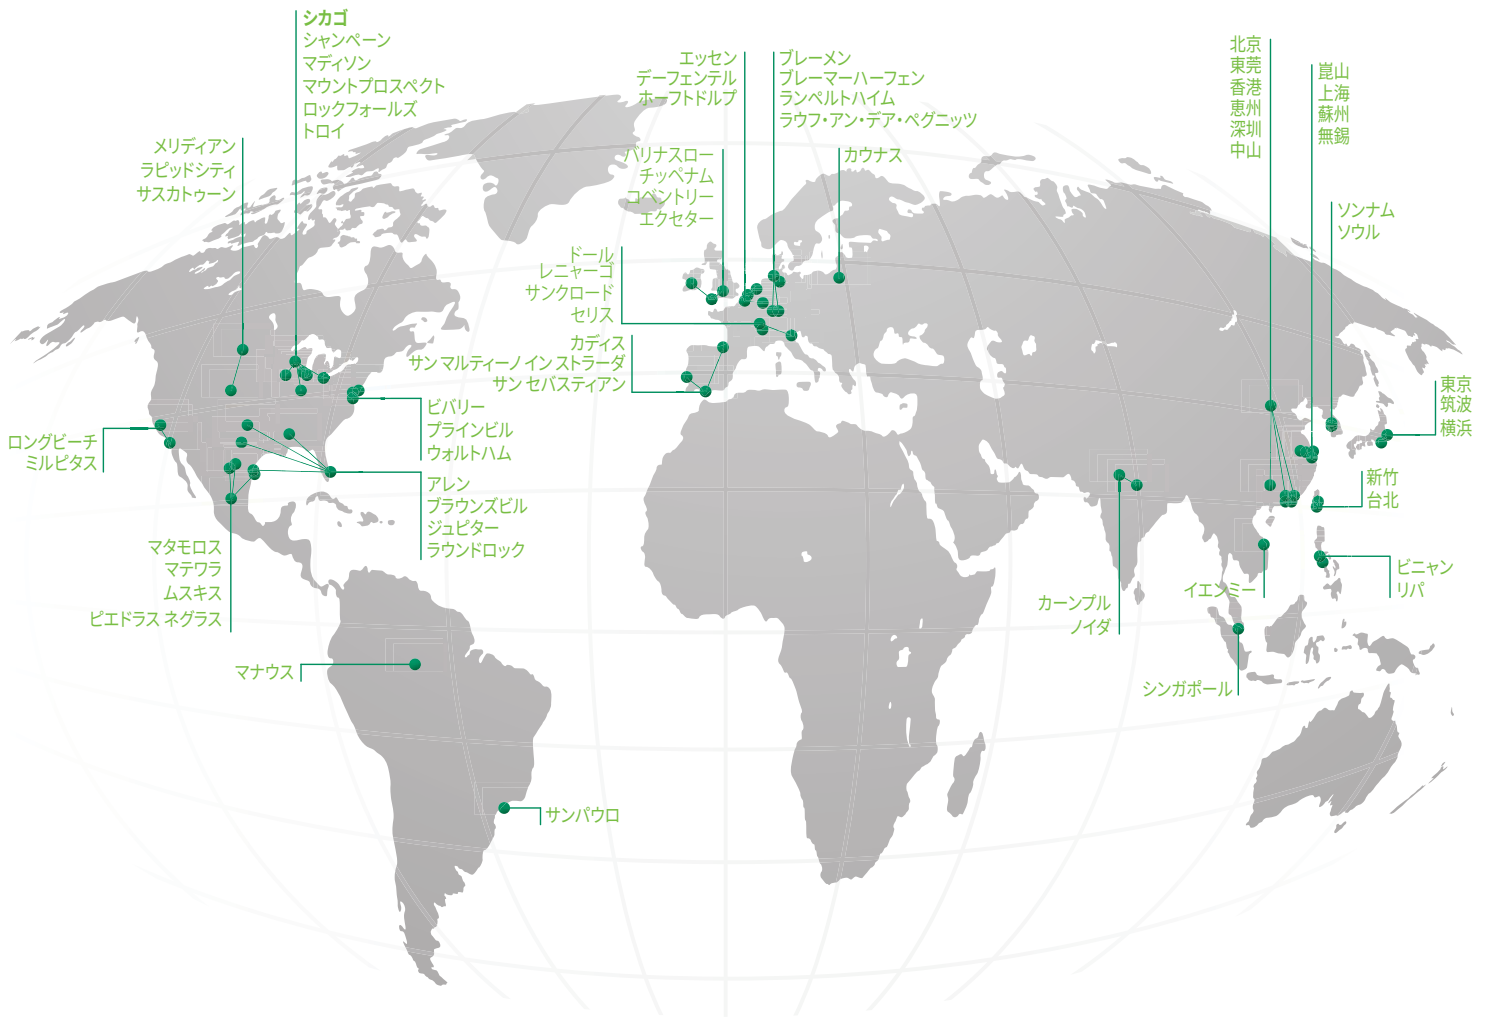 シカゴ
シャンペーン
マディソン
マウントプロスペクト
ロックフォールズ
トロイ
メリディアン
ラピッドシティ
サスカトゥーン
エッセン
デーフェンテル
ホーフトドルプ
ブレーメン
ブレーマーハーフェン
ランペルトハイム
ラウフ・アン・デア・ペグニッツ
バリナスロー
チッペナム
コベントリー
エクセター
カウナス
北京
東莞
香港
恵州
深圳
中山
崑山
上海
蘇州
無錫
ソンナム
ソウル
ドール
レニャーゴ
サンクロード
セリス
カディス
サン マルティーノ イン ストラーダ
サン セバスティアン
東京
筑波
横浜
ロングビーチ
ミルピタス
ビバリー
プラインビル
ウォルトハム
アレン
ブラウンズビル
ジュピター
ラウンドロック
新竹
台北
マタモロス
マテワラ
ムスキス
ピエドラス ネグラス
ビニャン
リパ
イエンミー
カーンプル
ノイダ
マナウス
シンガポール
サンパウロ